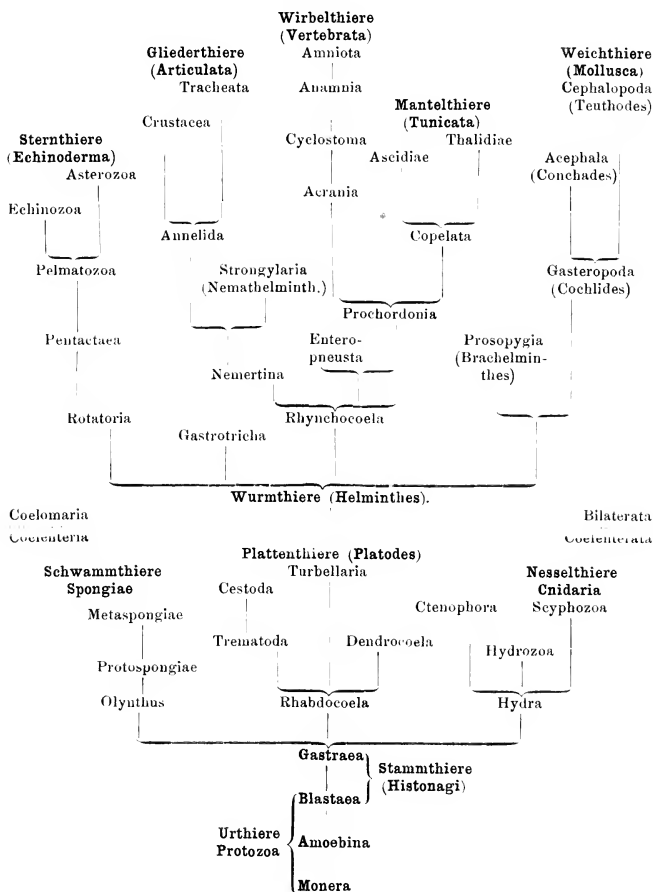 Wirbelthiere
(Vertebrata)
Amniota
Anamnia
Cyclostoma
Acrania
Gliederthiere
(Articulata)
Tracheata
Crustacea
Annelida
Strongylaria
(Nemathelminth.)
Nemertina
Mantelthiere
(Tunicata)
Thalidiae
Ascidiae
Copelata
Prochordonia
Entero-
pneusta
Rhynchocoela
Weichthiere
(Mollusca)
Cephalopoda
(Teuthodes)
Acephala
(Conchades)
Gasteropoda
(Cochlides)
Prosopygia
(Brachelmin-
thes)
Sternthiere
(Echinoderma)
Asterozoa
Echinozoa
Pelmatozoa
Pentactaea
Rotatoria
Gastrotricha
Wurmthiere (Helminthes).
Coelomaria Bilaterata
Coelenteria Coelenterata
Schwammthiere
Spongiae
Metaspongiae
Protospongiae
Olynthus
Plattenthiere (Platodes)
Turbellaria
Cestoda
Trematoda Dendrocoela
Rhabdocoela
Nesselthiere
Cnidaria
Scyphozoa
Ctenophora
Hydrozoa
Hydra
Gastraea
Stammthiere
(Histonagi)
Blastaea
Urthiere
Protozoa
Amoebina
Monera